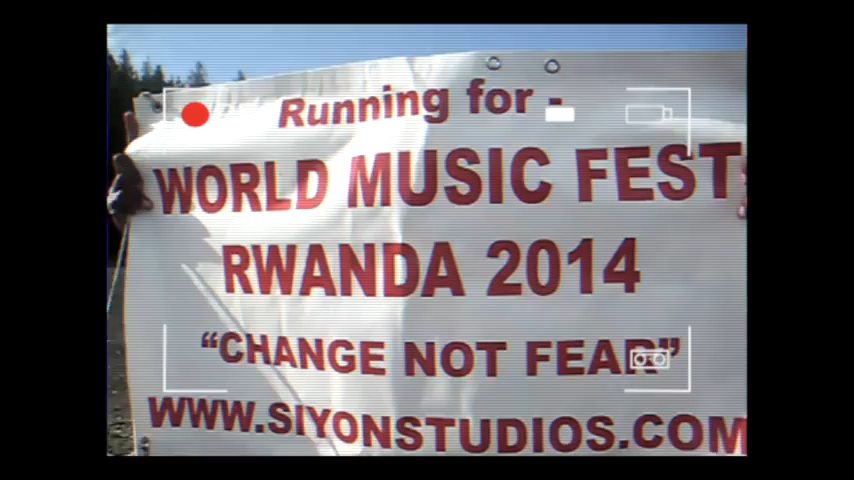 Running for -
WORLD MUSIC FEST
RWANDA 2014
“CHANGE NOT FEAR”
WWW.SIYONSTUDIOS.COM